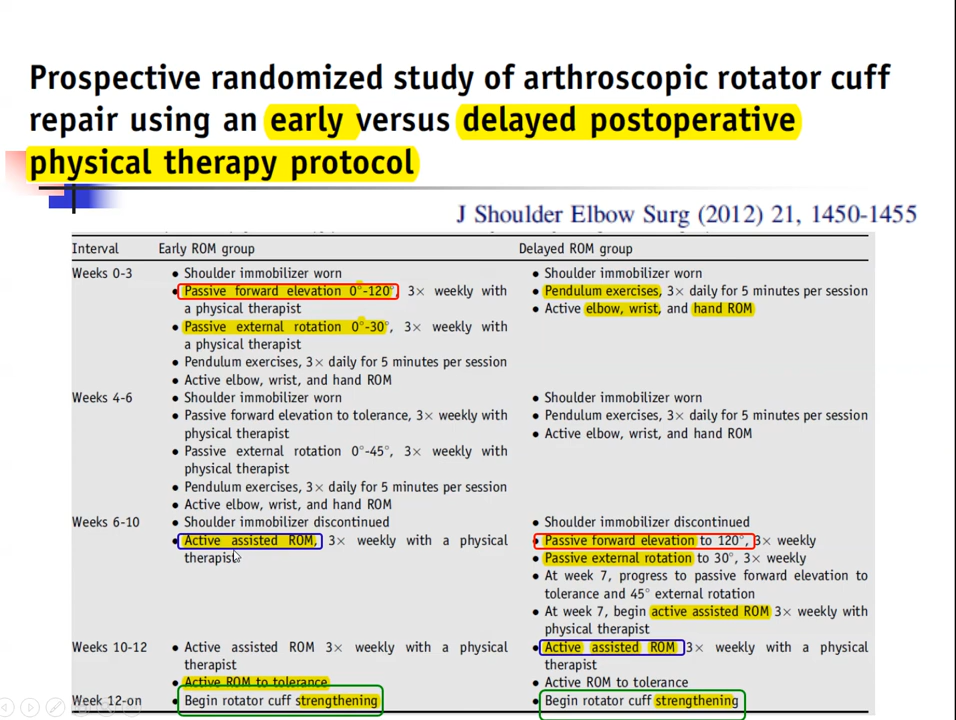 Prospective randomized study of arthroscopic rotator cuff
repair using an early versus delayed postoperative
physical therapy protocol
J Shoulder Elbow Surg (2012) 21, 1450-1455
Interval Early ROM group Delayed ROM group
Weeks 0-3 • Shoulder immobilizer worn • Shoulder immobilizer worn
• Passive forward elevation 0°-120°, 3× weekly with • Pendulum exercises, 3× daily for 5 minutes per session
a physical therapist • Active elbow, wrist, and hand ROM
• Passive external rotation 0°-30°, 3× weekly with
a physical therapist
• Pendulum exercises, 3× daily for 5 minutes per session
• Active elbow, wrist, and hand ROM
Weeks 4-6 • Shoulder immobilizer worn • Shoulder immobilizer worn
• Passive forward elevation to tolerance, 3× weekly with • Pendulum exercises, 3× daily for 5 minutes per session
physical therapist • Active elbow, wrist, and hand ROM
• Passive external rotation 0°-45°, 3× weekly with
physical therapist
• Pendulum exercises, 3× daily for 5 minutes per session
• Active elbow, wrist, and hand ROM
Weeks 6-10 • Shoulder immobilizer discontinued • Shoulder immobilizer discontinued
• Active assisted ROM, 3× weekly with a physical • Passive forward elevation to 120°, 3× weekly
therapist • Passive external rotation to 30°, 3× weekly
• At week 7, progress to passive forward elevation to
tolerance and 45° external rotation
• At week 7, begin active assisted ROM 3× weekly with
physical therapist
Weeks 10-12 • Active assisted ROM 3× weekly with a physical • Active assisted ROM 3× weekly with a physical
therapist therapist
• Active ROM to tolerance • Active ROM to tolerance
Week 12-on • Begin rotator cuff strengthening • Begin rotator cuff strengthening